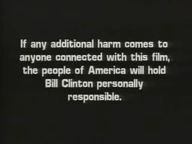 If any additional harm comes to
anyone connected with this film,
the people of America will hold
Bill Clinton personally
responsible.